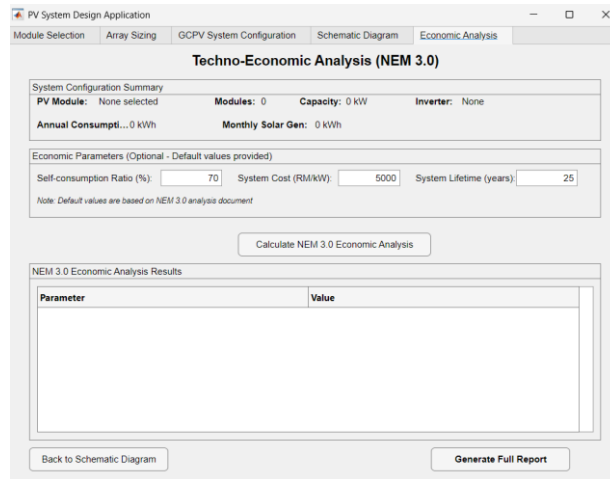 PV System Design Application
Module Selection Array Sizing GCPV System Configuration Schematic Diagram Economic Analysis
Techno-Economic Analysis (NEM 3.0)
System Configuration Summary
PV Module: None selected Modules: 0 Capacity: 0 kW Inverter: None
Annual Consumpti... 0 kWh Monthly Solar Gen: 0 kWh
Economic Parameters (Optional - Default values provided)
Self-consumption Ratio (%): 70 System Cost (RM/kW): 5000 System Lifetime (years): 25
Note: Default values are based on NEM 3.0 analysis document
Calculate NEM 3.0 Economic Analysis
NEM 3.0 Economic Analysis Results
Parameter Value
Back to Schematic Diagram Generate Full Report